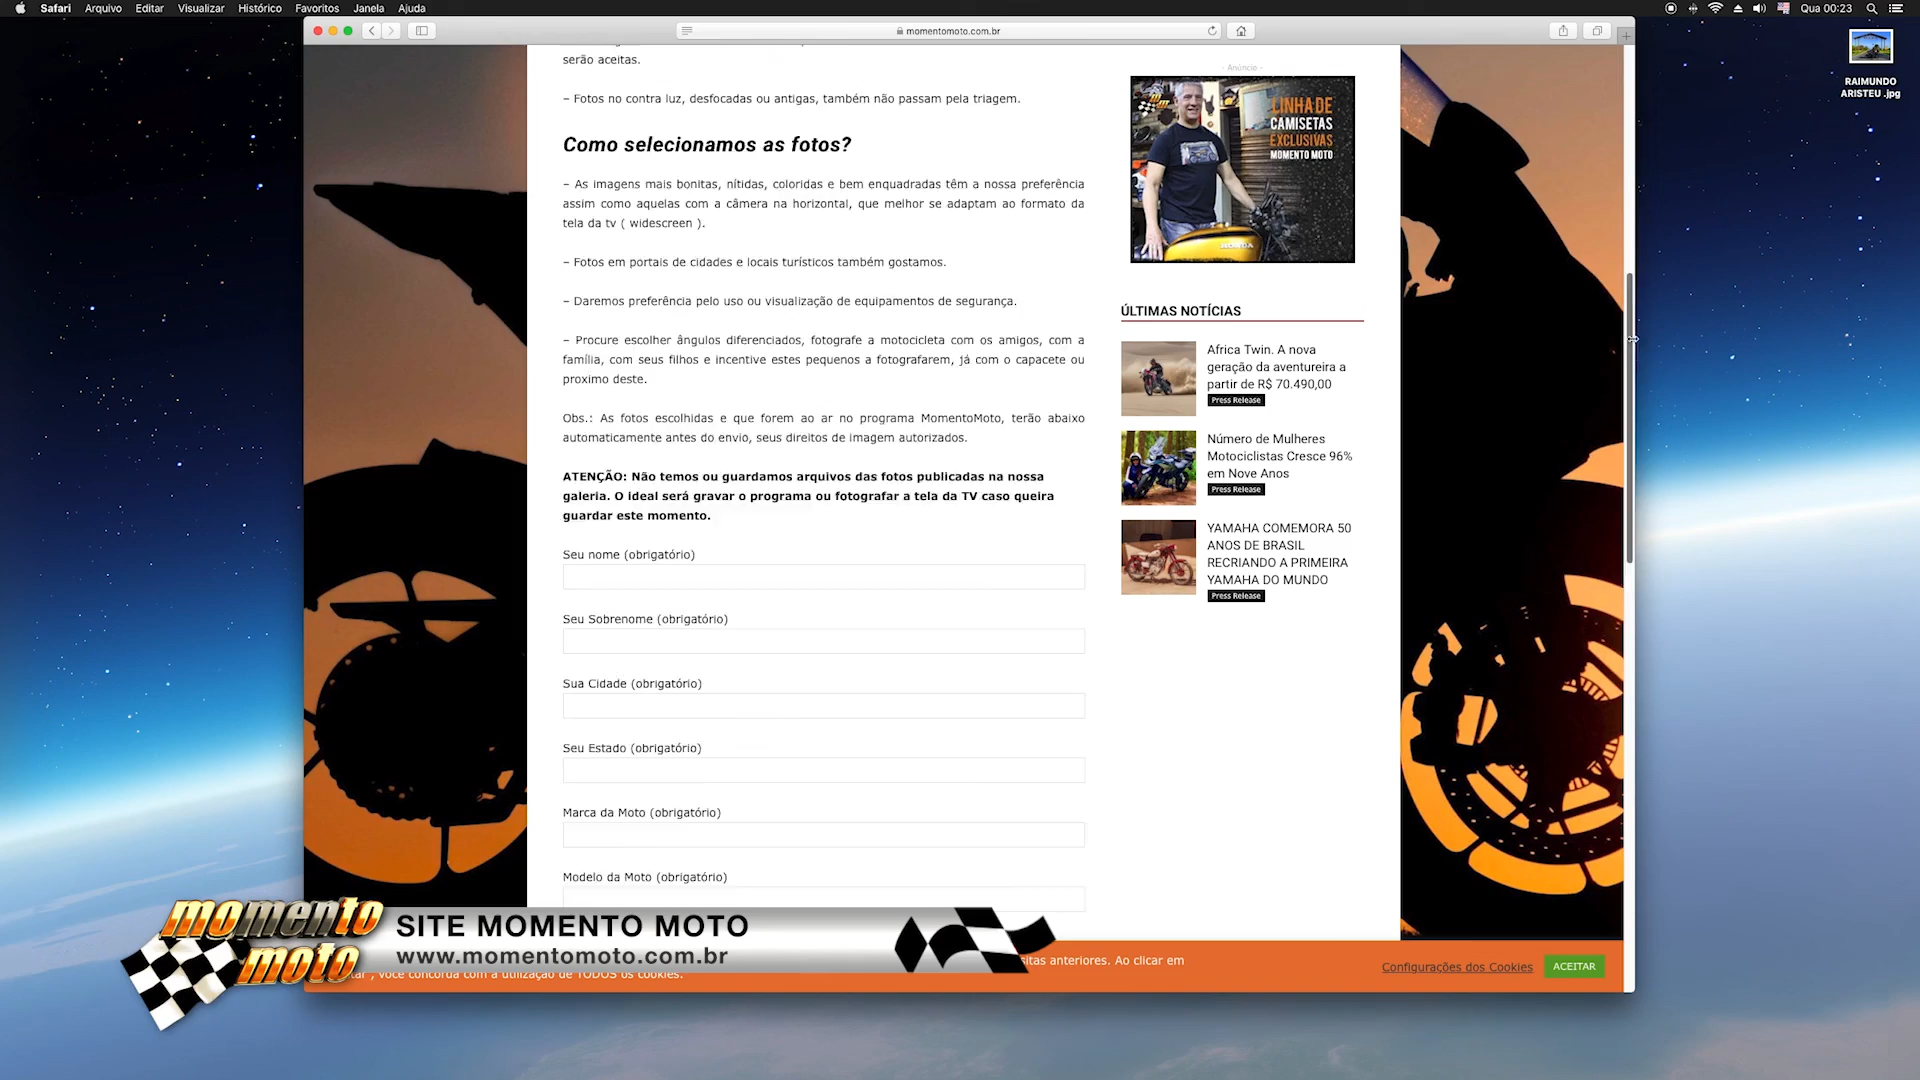 Safari Arquivo Editar Visualizar Histórico Favoritos Janela Ajuda
Qua 00:23
momentomoto.com.br
RAIMUNDO
ARISTEU .jpg
serão aceitas.
– Fotos no contra luz, desfocadas ou antigas, também não passam pela triagem.
Como selecionamos as fotos?
– As imagens mais bonitas, nítidas, coloridas e bem enquadradas têm a nossa preferência
assim como aquelas com a câmera na horizontal, que melhor se adaptam ao formato da
tela da tv ( widescreen ).
– Fotos em portais de cidades e locais turísticos também gostamos.
– Daremos preferência pelo uso ou visualização de equipamentos de segurança.
– Procure escolher ângulos diferenciados, fotografe a motocicleta com os amigos, com a
família, com seus filhos e incentive estes pequenos a fotografarem, já com o capacete ou
proximo deste.
Obs.: As fotos escolhidas e que forem ao ar no programa MomentoMoto, terão abaixo
automaticamente antes do envio, seus direitos de imagem autorizados.
ATENÇÃO: Não temos ou guardamos arquivos das fotos publicadas na nossa
galeria. O ideal será gravar o programa ou fotografar a tela da TV caso queira
guardar este momento.
Seu nome (obrigatório)
Seu Sobrenome (obrigatório)
Sua Cidade (obrigatório)
Seu Estado (obrigatório)
Marca da Moto (obrigatório)
Modelo da Moto (obrigatório)
- Anúncio -
LINHA DE
CAMISETAS
EXCLUSIVAS
MOMENTO MOTO
HONDA
ÚLTIMAS NOTÍCIAS
Africa Twin. A nova
geração da aventureira a
partir de R$ 70.490,00
Press Release
Número de Mulheres
Motociclistas Cresce 96%
em Nove Anos
Press Release
YAMAHA COMEMORA 50
ANOS DE BRASIL
RECRIANDO A PRIMEIRA
YAMAHA DO MUNDO
Press Release
momento
moto
SITE MOMENTO MOTO
www.momentomoto.com.br
sitas anteriores. Ao clicar em
, você concorda com a utilização de TODOS os cookies.
Configurações dos Cookies
ACEITAR